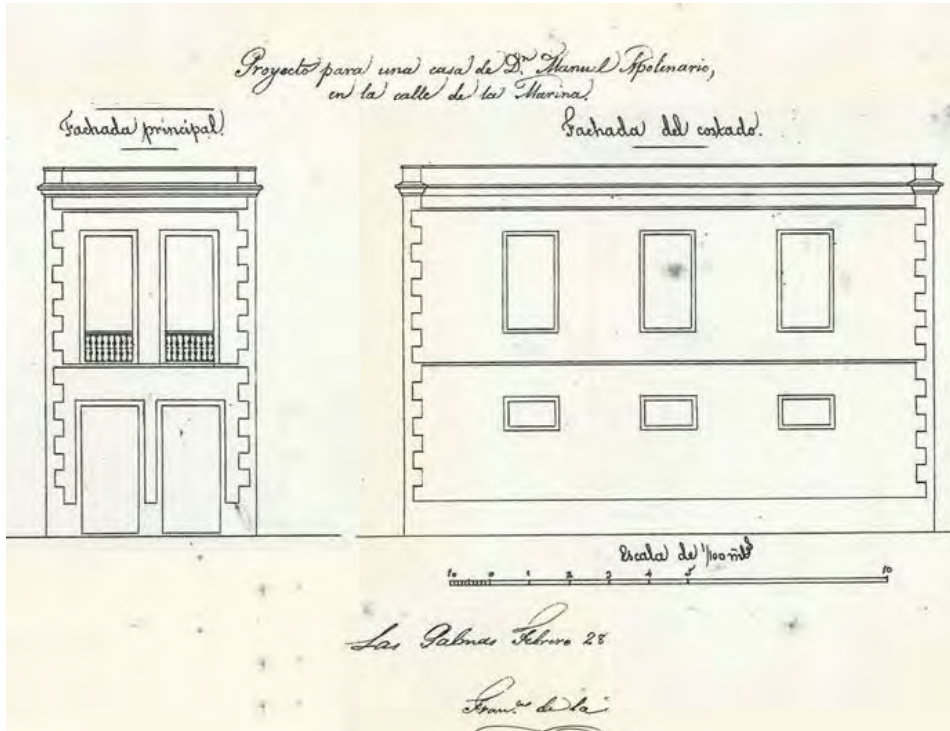 Proyecto para una casa de Dⁿ. Manuel Apolinario,
en la calle de la Marina.
Fachada principal.
Fachada del costado.
Escala de 1/100 mts
10 0 1 2 3 4 5 10
Las Palmas Febrero 28
Franco de la